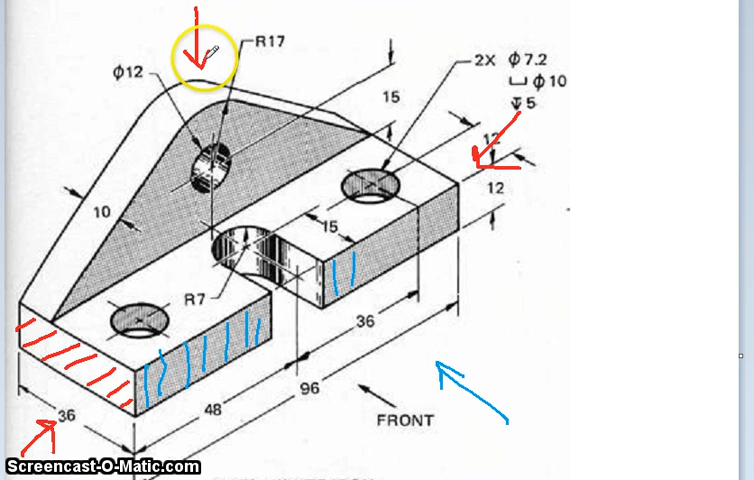 R17
2X ϕ7.2
⌴ ϕ10
↧5
ϕ12
15
12
12
10
15
R7
36
36
48
96
FRONT
Screencast-O-Matic.com